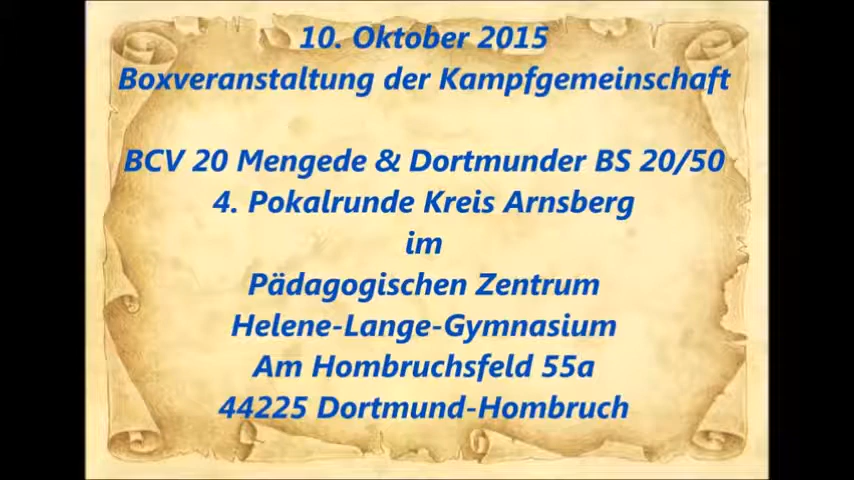 10. Oktober 2015
Boxveranstaltung der Kampfgemeinschaft
BCV 20 Mengede & Dortmunder BS 20/50
4. Pokalrunde Kreis Arnsberg
im
Pädagogischen Zentrum
Helene-Lange-Gymnasium
Am Hombruchsfeld 55a
44225 Dortmund-Hombruch